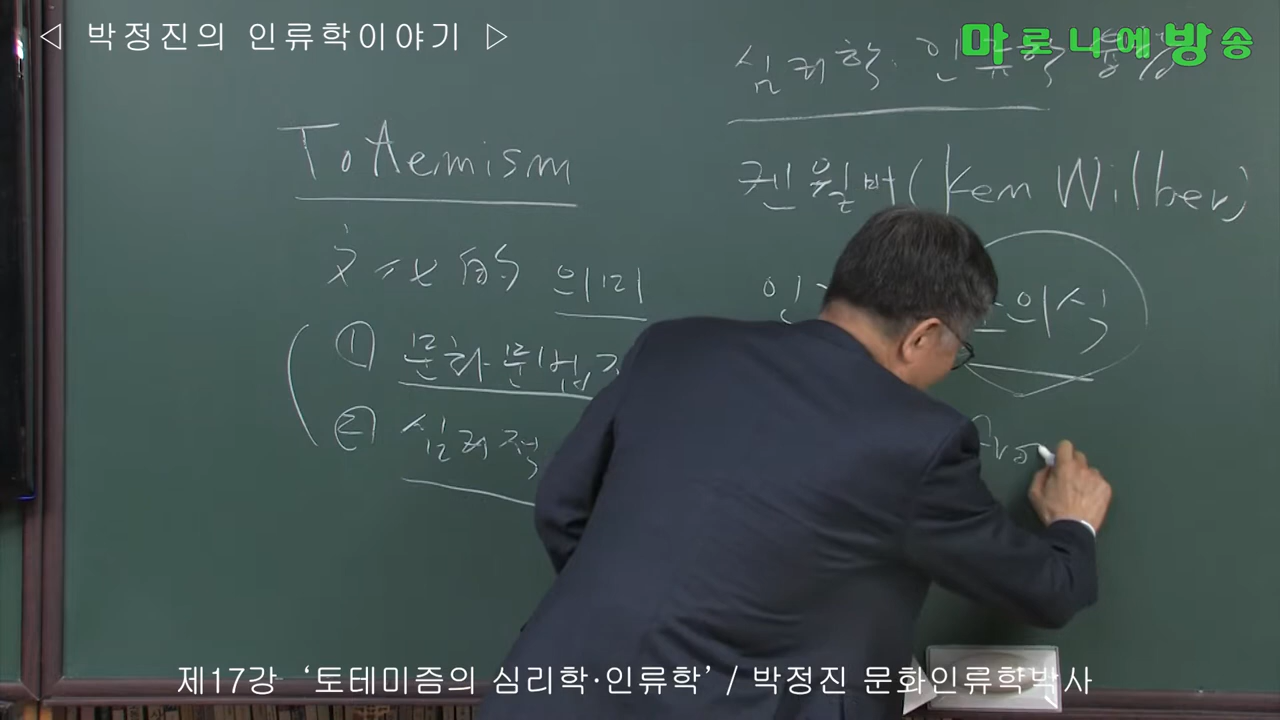 ◁ 박정진의 인류학이야기 ▷
마로니에방송
심리학·인류학 통합
Totemism
켄 윌버(Ken Wilber)
文化的 의미
의식
① 문화문법
② 심리적
제17강 ‘토테미즘의 심리학·인류학’ / 박정진 문화인류학박사